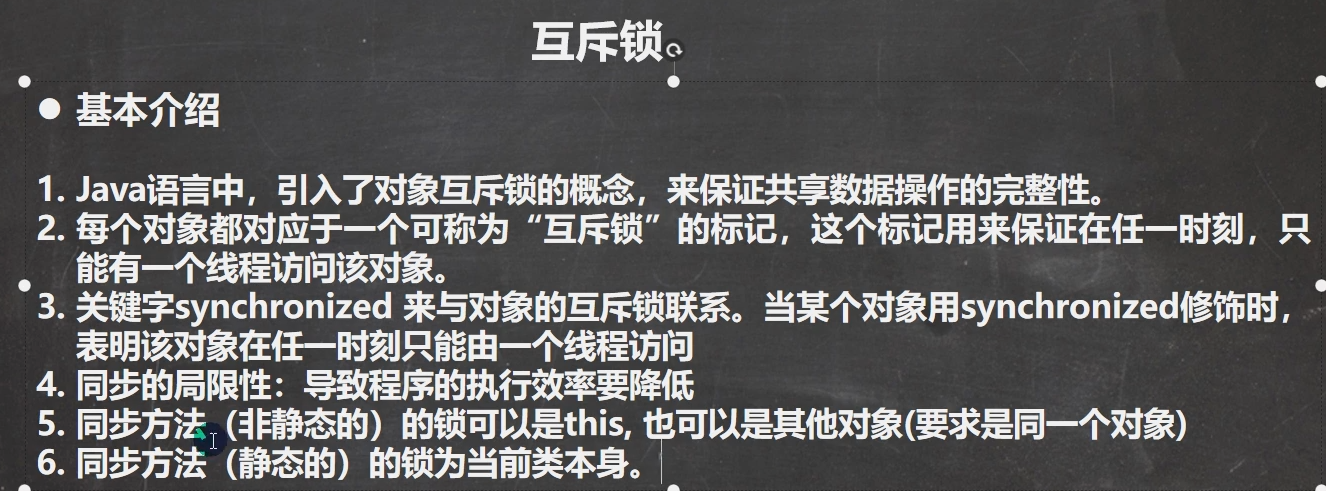 互斥锁
● 基本介绍
1. Java语言中，引入了对象互斥锁的概念，来保证共享数据操作的完整性。
2. 每个对象都对应于一个可称为“互斥锁”的标记，这个标记用来保证在任一时刻，只
能有一个线程访问该对象。
3. 关键字synchronized 来与对象的互斥锁联系。当某个对象用synchronized修饰时，
表明该对象在任一时刻只能由一个线程访问
4. 同步的局限性：导致程序的执行效率要降低
5. 同步方法（非静态的）的锁可以是this, 也可以是其他对象(要求是同一个对象)
6. 同步方法（静态的）的锁为当前类本身。